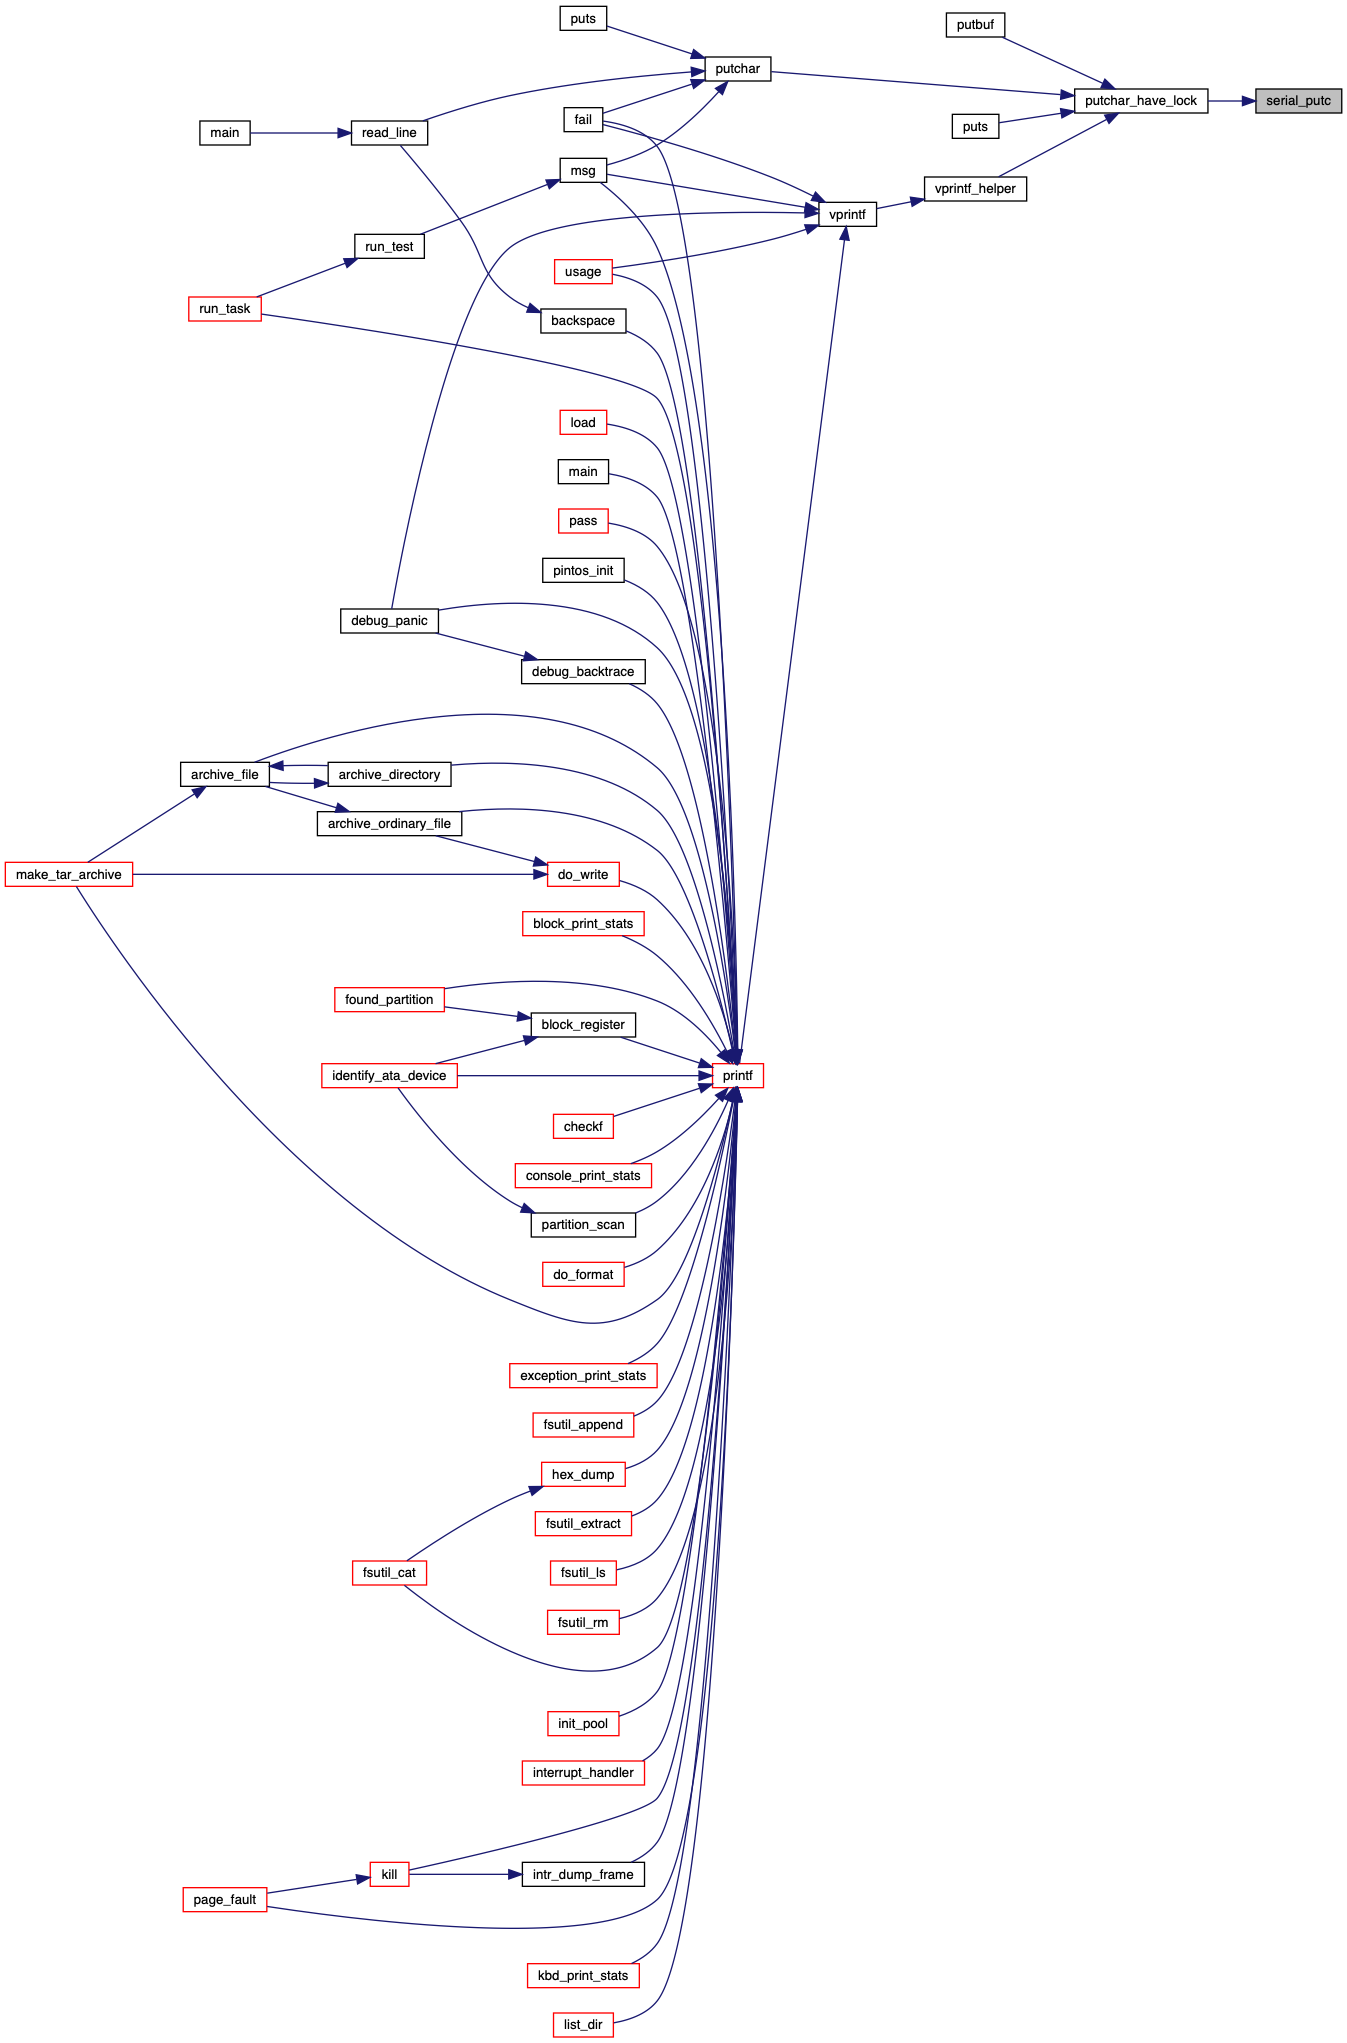 puts
putbuf
putchar
putchar_have_lock
serial_putc
fail
puts
main
read_line
msg
vprintf_helper
vprintf
run_test
usage
run_task
backspace
load
main
pass
pintos_init
debug_panic
debug_backtrace
archive_file
archive_directory
archive_ordinary_file
make_tar_archive
do_write
block_print_stats
found_partition
block_register
identify_ata_device
printf
checkf
console_print_stats
partition_scan
do_format
exception_print_stats
fsutil_append
hex_dump
fsutil_extract
fsutil_cat
fsutil_ls
fsutil_rm
init_pool
interrupt_handler
kill
intr_dump_frame
page_fault
kbd_print_stats
list_dir